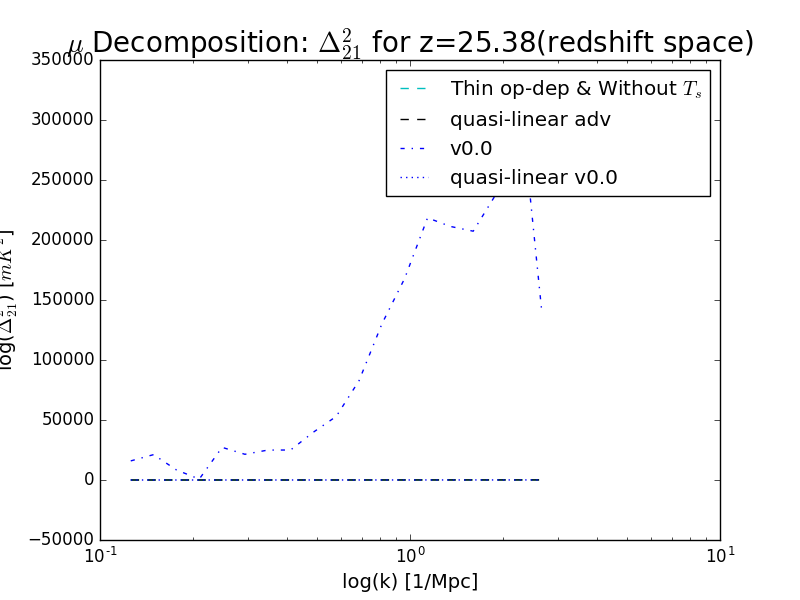 μ Decomposition: Δ²₂₁ for z=25.38(redshift space)
350000
300000
250000
200000
150000
100000
50000
0
−50000
log(Δ²₂₁) [mK²]
Thin op-dep & Without Tₛ
quasi-linear adv
v0.0
quasi-linear v0.0
10⁻¹
10⁰
10¹
log(k) [1/Mpc]